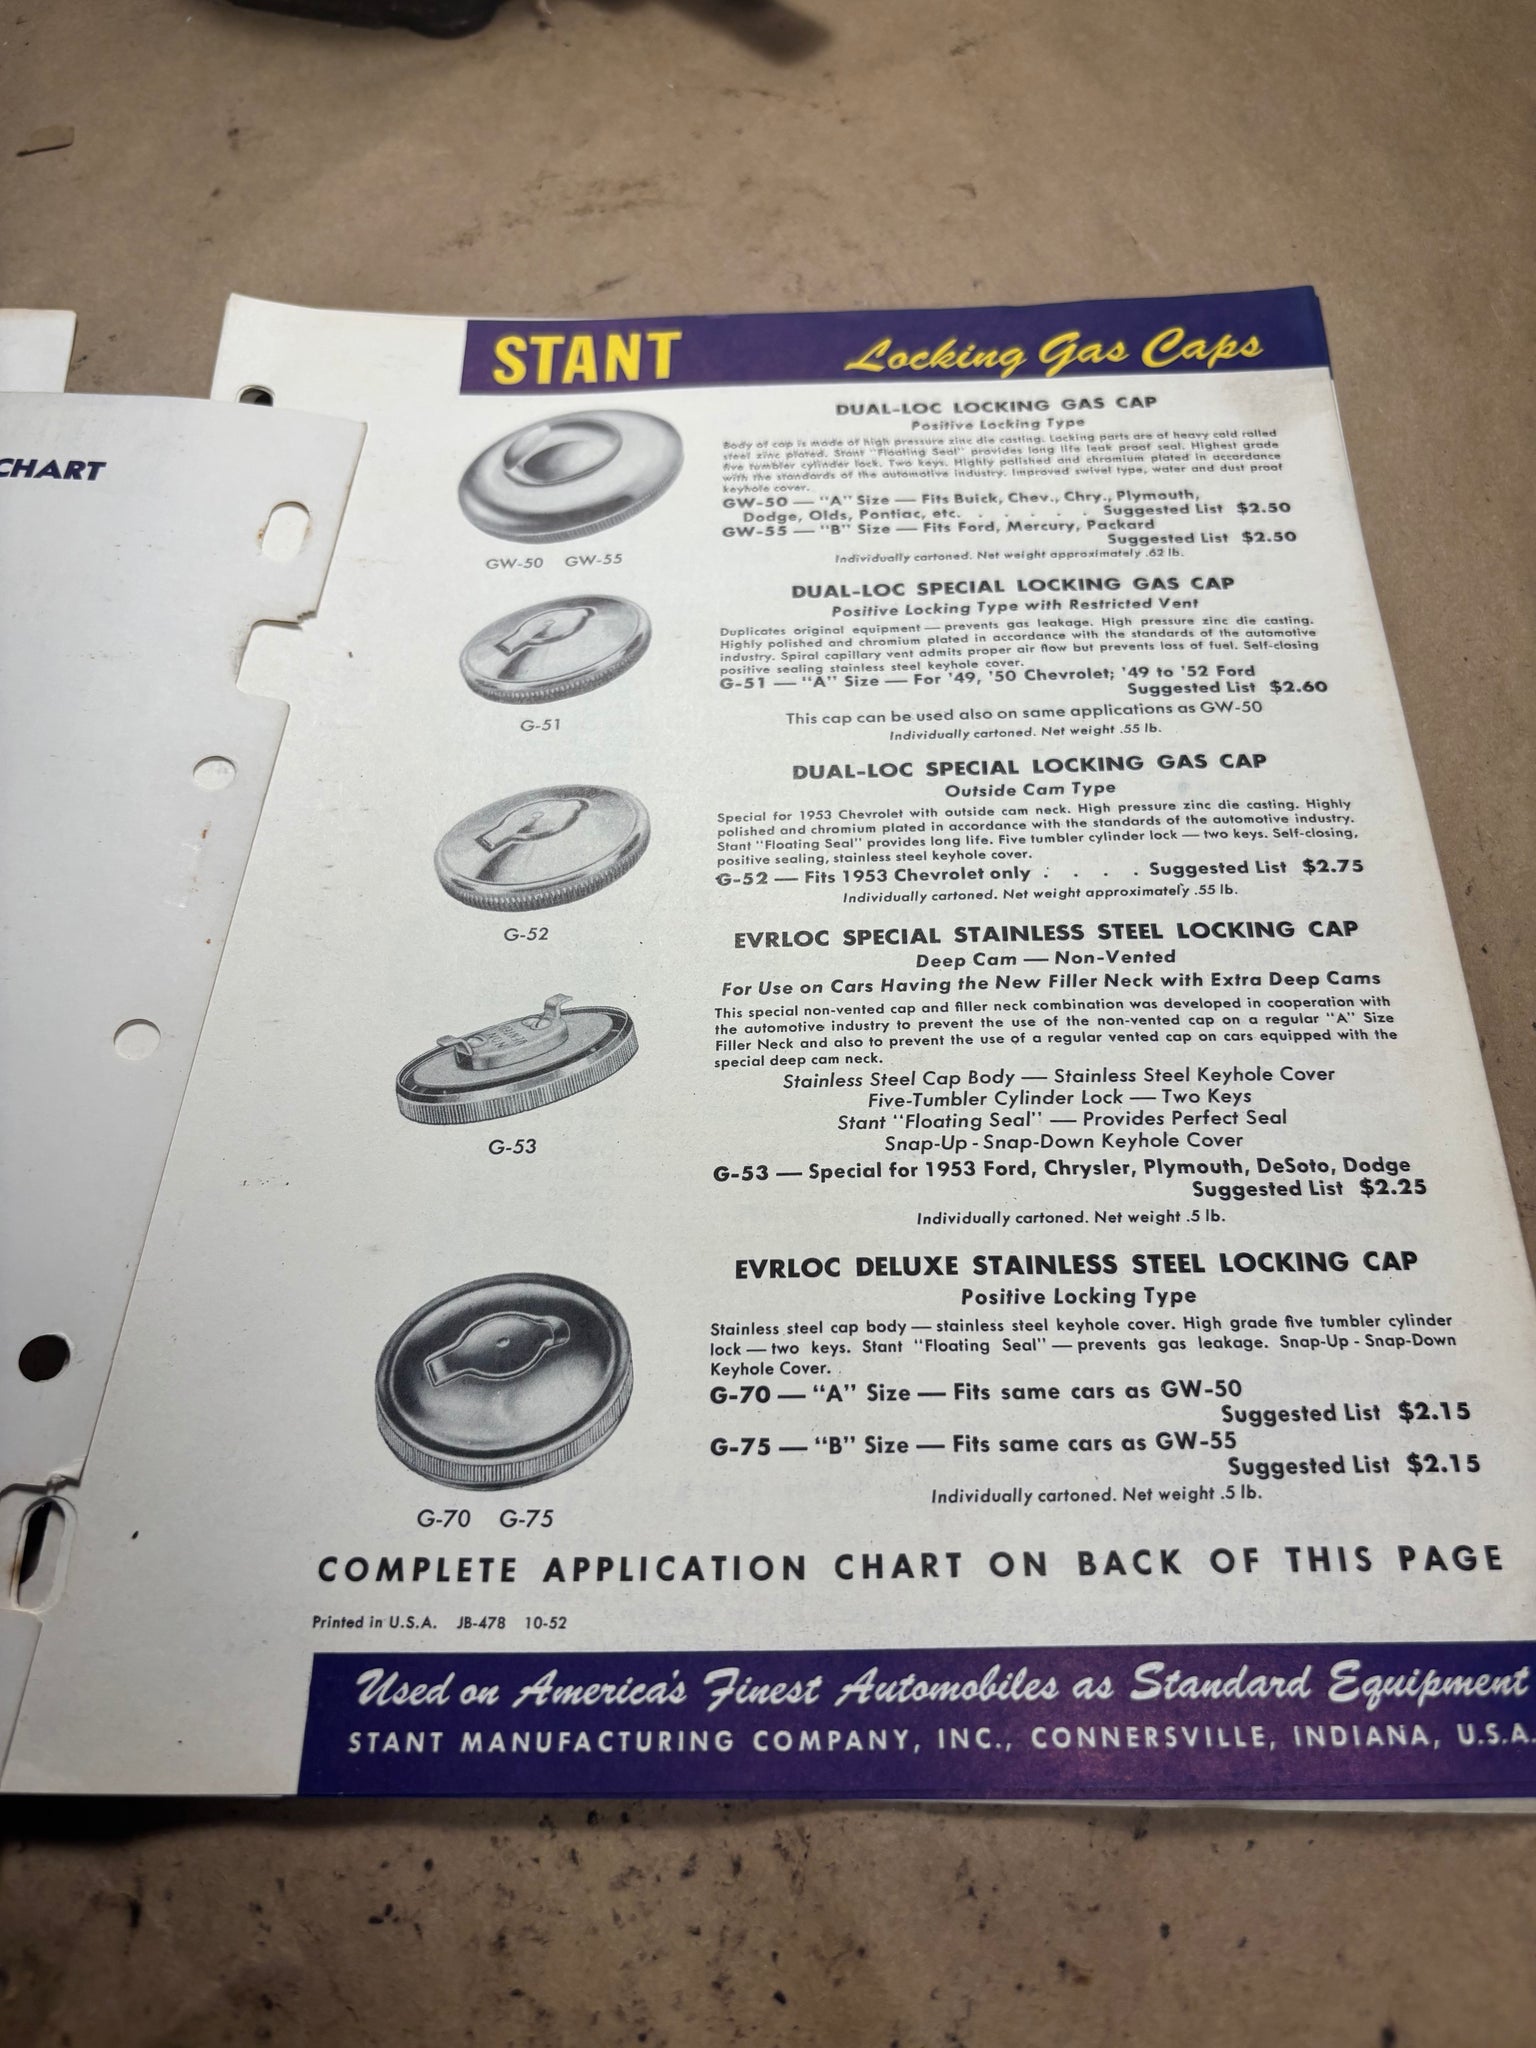 CHART
STANT
Locking Gas Caps
DUAL-LOC LOCKING GAS CAP
Positive Locking Type
Body of cap is made of high pressure zinc die casting. Locking parts are of heavy cold rolled
steel zinc plated. Stant "Floating Seal" provides long life leak proof seal. Highest grade
five tumbler cylinder lock. Two keys. Highly polished and chromium plated in accordance
with the standards of the automotive industry. Improved swivel type, water and dust proof
keyhole cover.
GW-50 — "A" Size — Fits Buick, Chev., Chry., Plymouth,
Dodge, Olds, Pontiac, etc. . . . . . Suggested List $2.50
GW-55 — "B" Size — Fits Ford, Mercury, Packard
Suggested List $2.50
Individually cartoned. Net weight approximately .62 lb.
GW-50 GW-55
DUAL-LOC SPECIAL LOCKING GAS CAP
Positive Locking Type with Restricted Vent
Duplicates original equipment — prevents gas leakage. High pressure zinc die casting.
Highly polished and chromium plated in accordance with the standards of the automotive
industry. Spiral capillary vent admits proper air flow but prevents loss of fuel. Self-closing
positive sealing stainless steel keyhole cover.
G-51 — "A" Size — For '49, '50 Chevrolet; '49 to '52 Ford
Suggested List $2.60
This cap can be used also on same applications as GW-50
Individually cartoned. Net weight .55 lb.
G-51
DUAL-LOC SPECIAL LOCKING GAS CAP
Outside Cam Type
Special for 1953 Chevrolet with outside cam neck. High pressure zinc die casting. Highly
polished and chromium plated in accordance with the standards of the automotive industry.
Stant "Floating Seal" provides long life. Five tumbler cylinder lock — two keys. Self-closing,
positive sealing, stainless steel keyhole cover.
G-52 — Fits 1953 Chevrolet only . . . . Suggested List $2.75
Individually cartoned. Net weight approximately .55 lb.
G-52
EVRLOC SPECIAL STAINLESS STEEL LOCKING CAP
Deep Cam — Non-Vented
For Use on Cars Having the New Filler Neck with Extra Deep Cams
This special non-vented cap and filler neck combination was developed in cooperation with
the automotive industry to prevent the use of the non-vented cap on a regular "A" Size
Filler Neck and also to prevent the use of a regular vented cap on cars equipped with the
special deep cam neck.
Stainless Steel Cap Body — Stainless Steel Keyhole Cover
Five-Tumbler Cylinder Lock — Two Keys
Stant "Floating Seal" — Provides Perfect Seal
Snap-Up - Snap-Down Keyhole Cover
G-53 — Special for 1953 Ford, Chrysler, Plymouth, DeSoto, Dodge
Suggested List $2.25
Individually cartoned. Net weight .5 lb.
G-53
EVRLOC DELUXE STAINLESS STEEL LOCKING CAP
Positive Locking Type
Stainless steel cap body — stainless steel keyhole cover. High grade five tumbler cylinder
lock — two keys. Stant "Floating Seal" — prevents gas leakage. Snap-Up - Snap-Down
Keyhole Cover.
G-70 — "A" Size — Fits same cars as GW-50
Suggested List $2.15
G-75 — "B" Size — Fits same cars as GW-55
Suggested List $2.15
Individually cartoned. Net weight .5 lb.
G-70 G-75
COMPLETE APPLICATION CHART ON BACK OF THIS PAGE
Printed in U.S.A. JB-478 10-52
Used on America's Finest Automobiles as Standard Equipment
STANT MANUFACTURING COMPANY, INC., CONNERSVILLE, INDIANA, U.S.A.